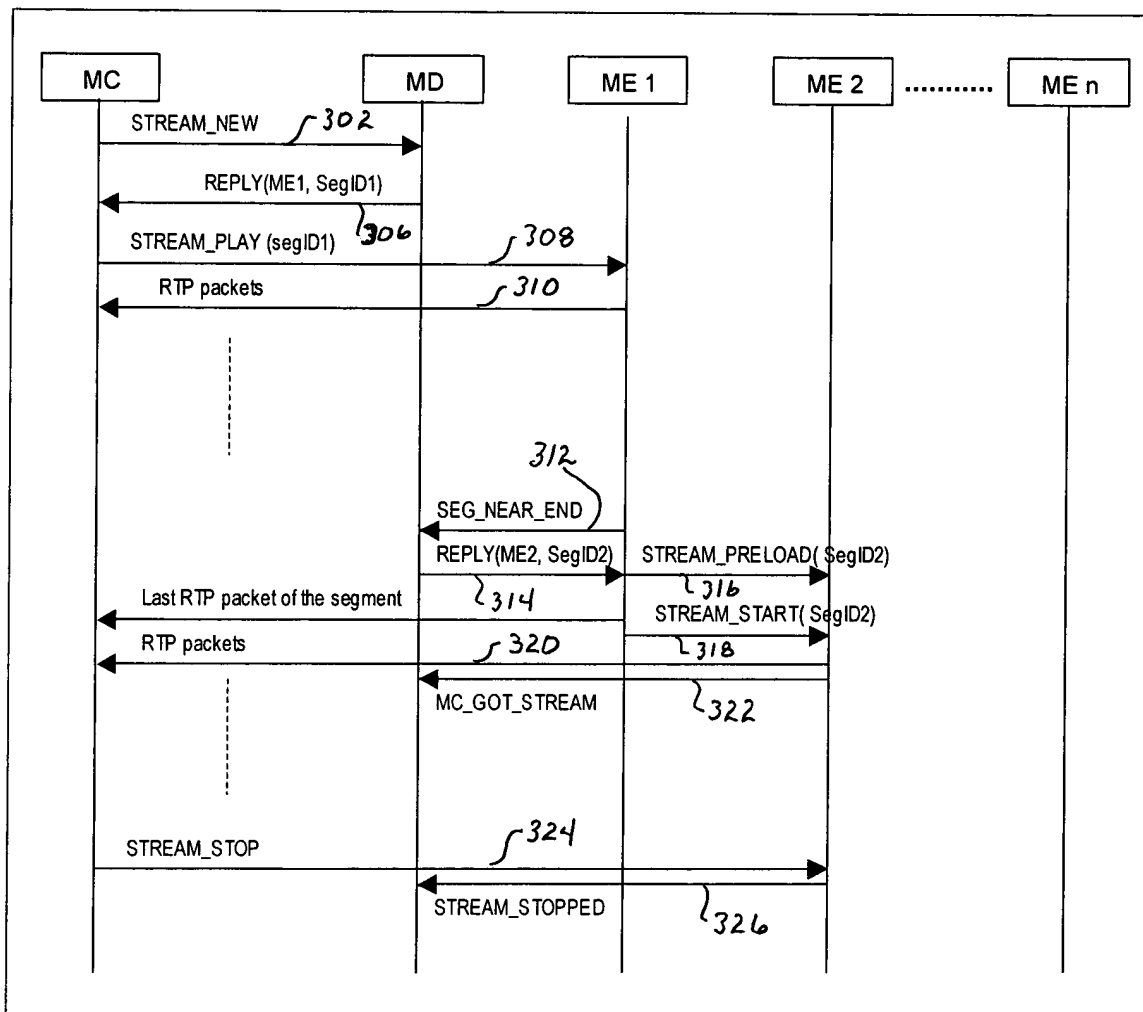 MC MD ME 1 ME 2 ............ ME n
STREAM_NEW 302
REPLY(ME1, SegID1)
306
STREAM_PLAY (segID1) 308
RTP packets 310
312
SEG_NEAR_END
REPLY(ME2, SegID2) STREAM_PRELOAD( SegID2)
314 316
Last RTP packet of the segment
STREAM_START( SegID2)
RTP packets 320 318
MC_GOT_STREAM 322
STREAM_STOP 324
STREAM_STOPPED 326